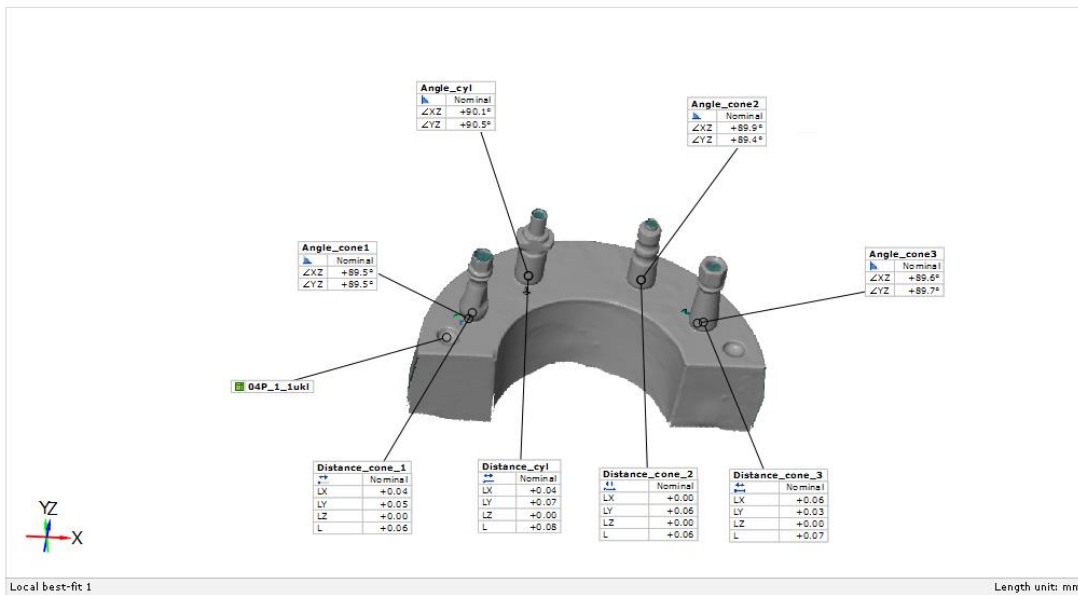 Angle_cyl
Nominal
∠XZ +90.1°
∠YZ +90.5°
Angle_cone2
Nominal
∠XZ +89.9°
∠YZ +89.4°
Angle_cone1
Nominal
∠XZ +89.5°
∠YZ +89.5°
Angle_cone3
Nominal
∠XZ +89.6°
∠YZ +89.7°
04P_1_1ukl
Distance_cone_1
Nominal
LX +0.04
LY +0.05
LZ +0.00
L +0.06
Distance_cyl
Nominal
LX +0.04
LY +0.07
LZ +0.00
L +0.08
Distance_cone_2
Nominal
LX +0.00
LY +0.06
LZ +0.00
L +0.06
Distance_cone_3
Nominal
LX +0.06
LY +0.03
LZ +0.00
L +0.07
YZ
X
Local best-fit 1
Length unit: mm